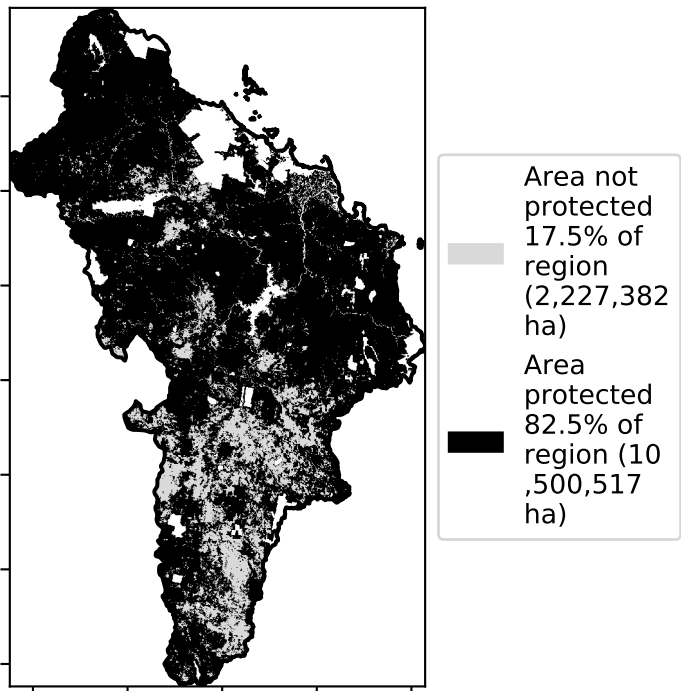 Area not
protected
17.5% of
region
(2,227,382
ha)
Area
protected
82.5% of
region (10
,500,517
ha)